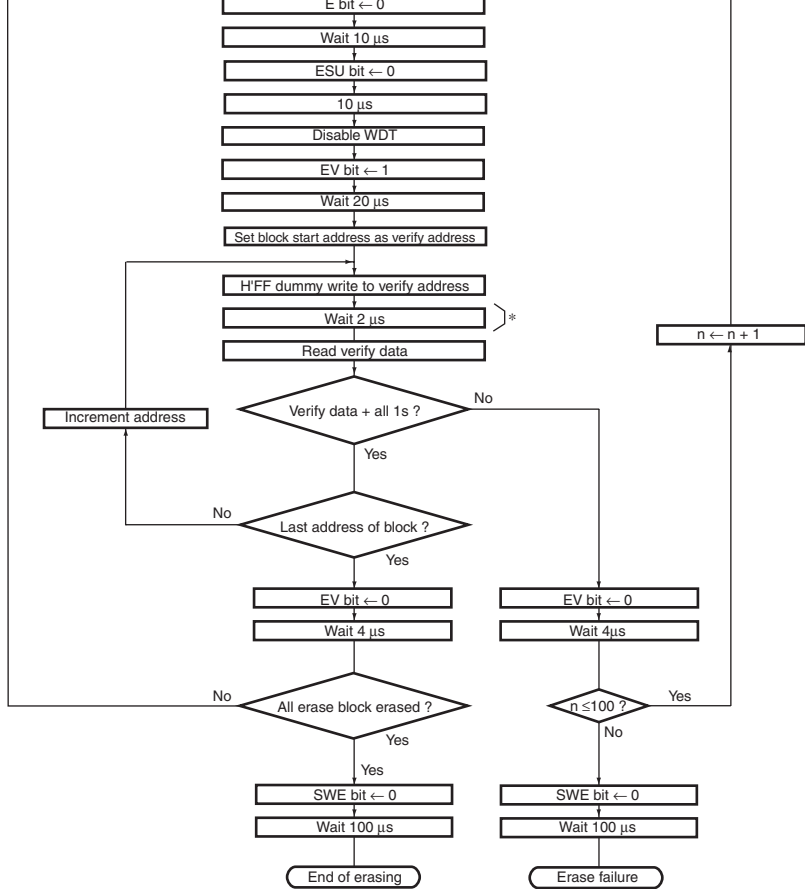 E bit ← 0
Wait 10 µs
ESU bit ← 0
10 µs
Disable WDT
EV bit ← 1
Wait 20 µs
Set block start address as verify address
H'FF dummy write to verify address
Wait 2 µs
*
n ← n + 1
Read verify data
Increment address
Verify data + all 1s ?
No
Yes
No
Last address of block ?
Yes
EV bit ← 0
EV bit ← 0
Wait 4 µs
Wait 4µs
No
All erase block erased ?
n ≤100 ?
Yes
Yes
No
Yes
SWE bit ← 0
SWE bit ← 0
Wait 100 µs
Wait 100 µs
End of erasing
Erase failure